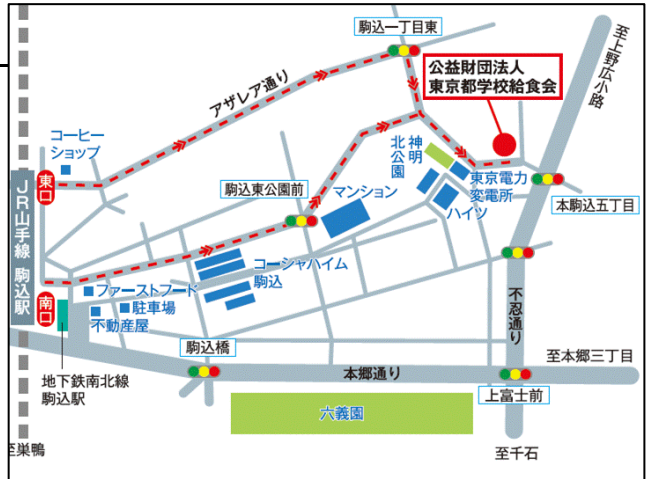 駒込一丁目東
公益財団法人
東京都学校給食会
至上野広小路
アザレア通り
コーヒー
ショップ
東口
JR山手線 駒込駅
神明
北公園
東京電力
変電所
ハイツ
本駒込五丁目
駒込東公園前
マンション
コーシャハイム
駒込
ファーストフード
駐車場
不動産屋
南口
不忍通り
駒込橋
至本郷三丁目
本郷通り
地下鉄南北線
駒込駅
上富士前
六義園
至巣鴨
至千石